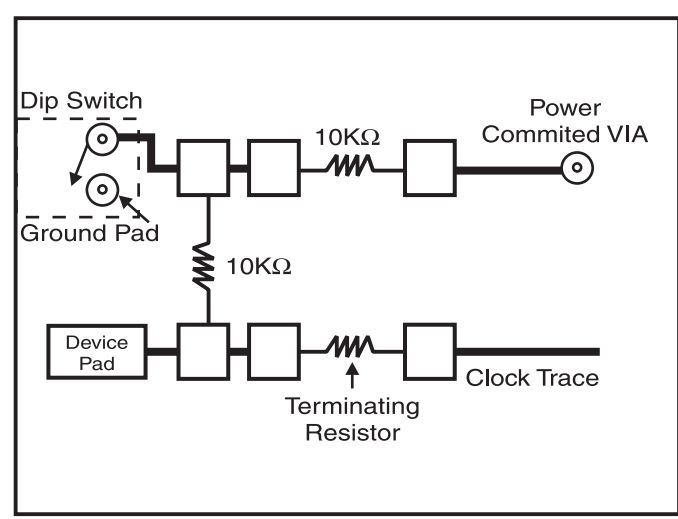 Dip Switch
Power
Commited VIA
10KΩ
Ground Pad
10KΩ
Device
Pad
Clock Trace
Terminating
Resistor